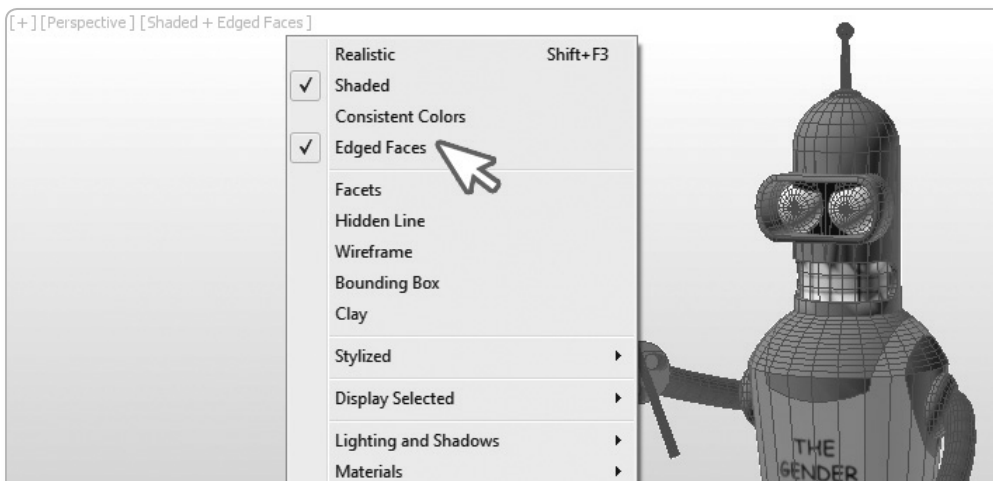 [+] [Perspective] [Shaded + Edged Faces]
Realistic Shift+F3
Shaded
Consistent Colors
Edged Faces
Facets
Hidden Line
Wireframe
Bounding Box
Clay
Stylized
Display Selected
Lighting and Shadows
Materials
THE
GENDER